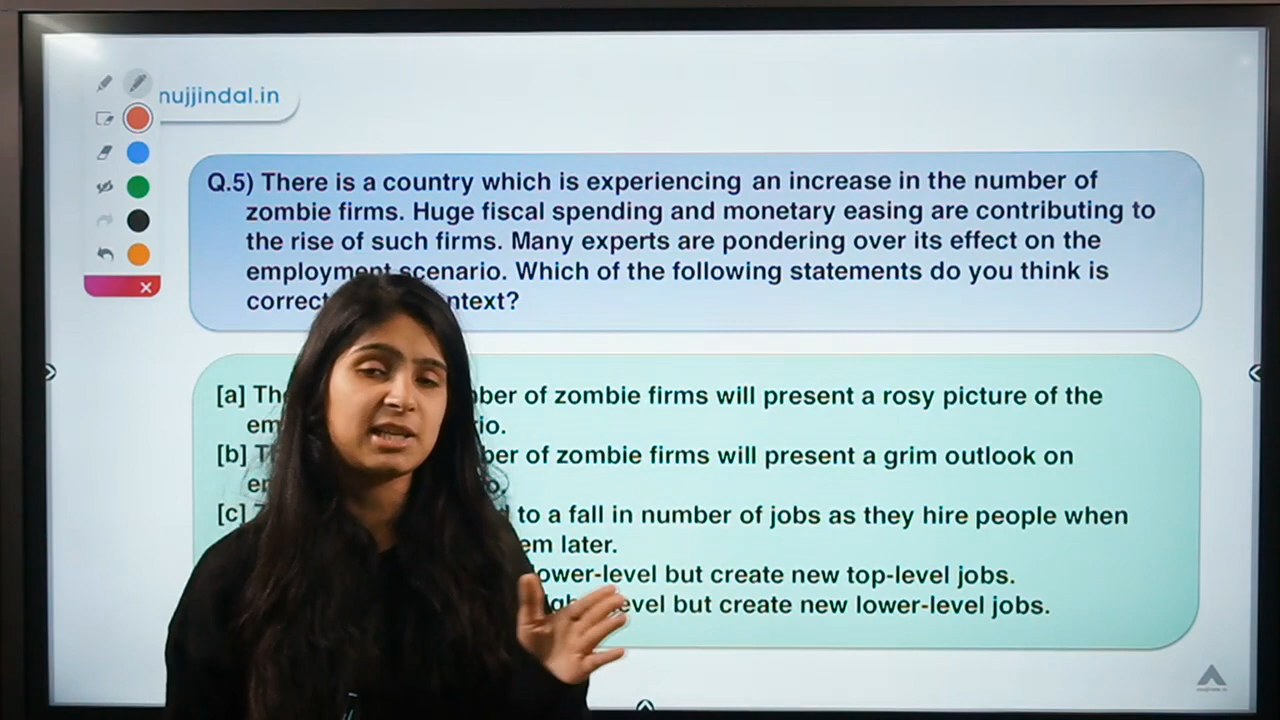 nujjindal.in
Q.5) There is a country which is experiencing an increase in the number of
zombie firms. Huge fiscal spending and monetary easing are contributing to
the rise of such firms. Many experts are pondering over its effect on the
employment scenario. Which of the following statements do you think is
correct ntext?
[a] The ber of zombie firms will present a rosy picture of the
em io.
[b] T ber of zombie firms will present a grim outlook on
en o.
[c] to a fall in number of jobs as they hire people when
em later.
lower-level but create new top-level jobs.
evel but create new lower-level jobs.